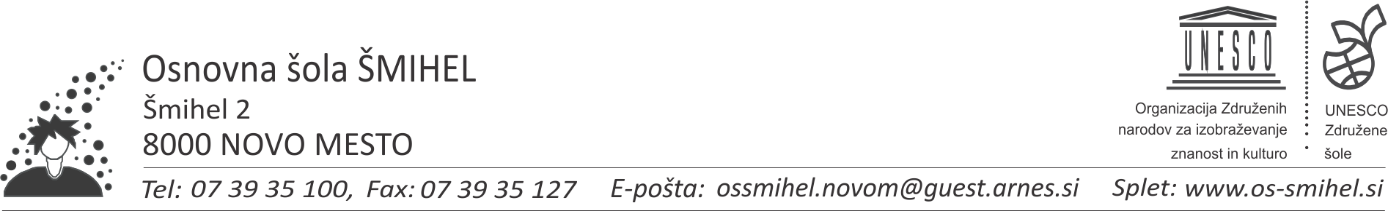 Osnovna šola ŠMIHEL
Šmihel 2
8000 NOVO MESTO
Tel: 07 39 35 100, Fax: 07 39 35 127 E-pošta: ossmihel.novom@guest.arnes.si Splet: www.os-smihel.si
UNESCO
Organizacija Združenih
narodov za izobraževanje
znanost in kulturo
UNESCO
Združene
šole